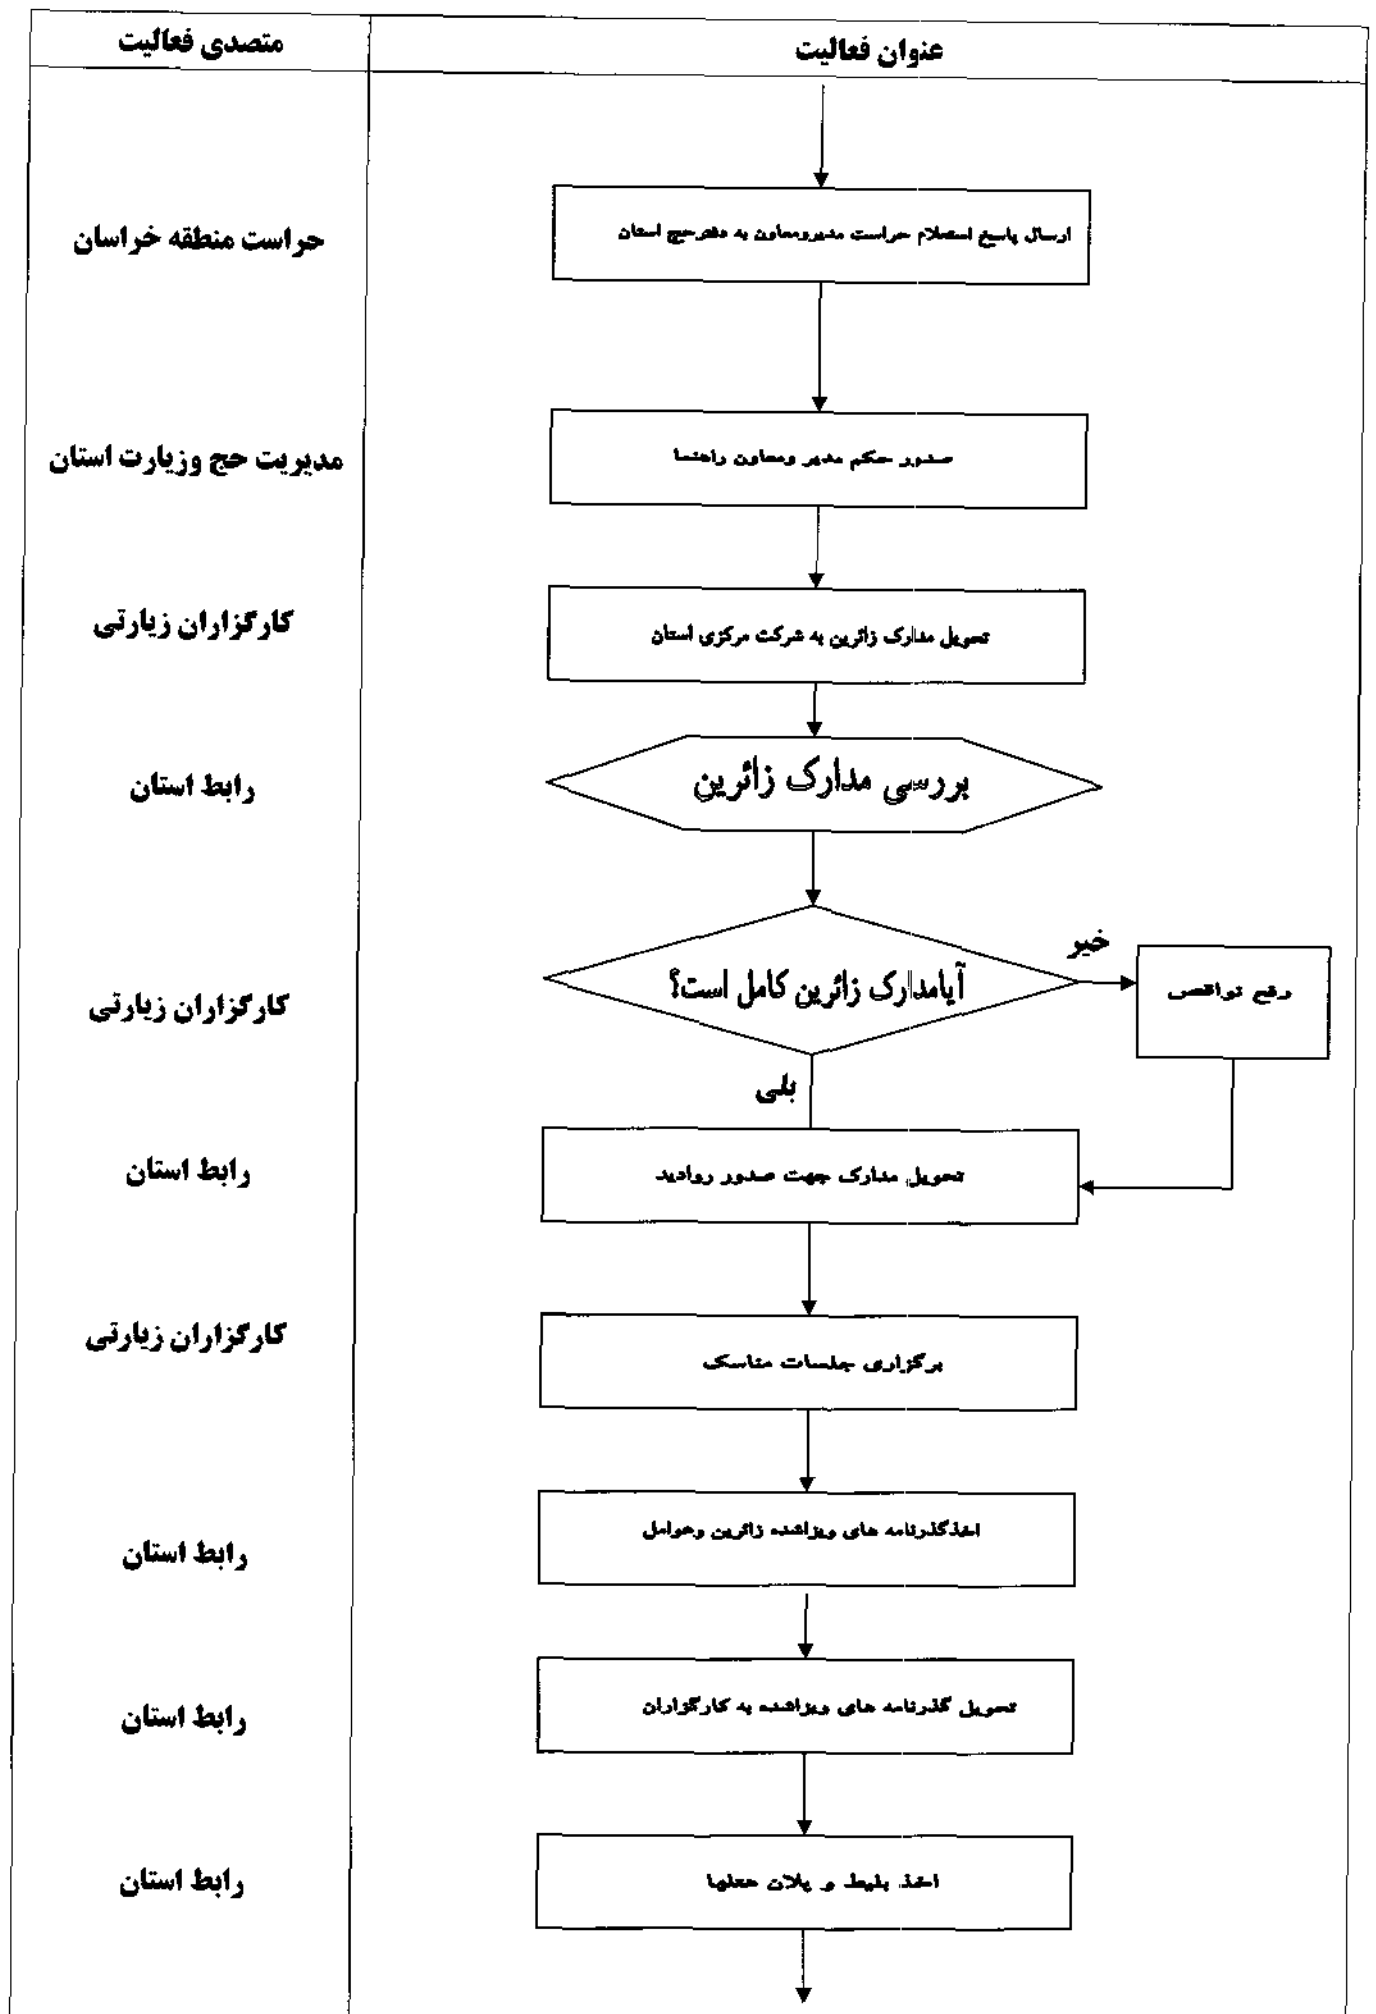 عنوان فعالیت
متصدی فعالیت
ارسال پاسخ استعلام حراست مدیرومعاون به دفترحج استان
حراست منطقه خراسان
صدور حکم مدیر ومعاون راهنما
مدیریت حج وزیارت استان
تحویل مدارک زائرین به شرکت مرکزی استان
کارگزاران زیارتی
بررسی مدارک زائرین
رابط استان
خیر
آیامدارک زائرین کامل است؟
رفع نواقص
کارگزاران زیارتی
بلی
تحویل مدارک جهت صدور روادید
رابط استان
برگزاری جلسات مناسک
کارگزاران زیارتی
اخذگذرنامه های ویزاشده زائرین وعوامل
رابط استان
تحویل گذرنامه های ویزاشده به کارگزاران
رابط استان
اخذ بلیط و پلان هتلها
رابط استان